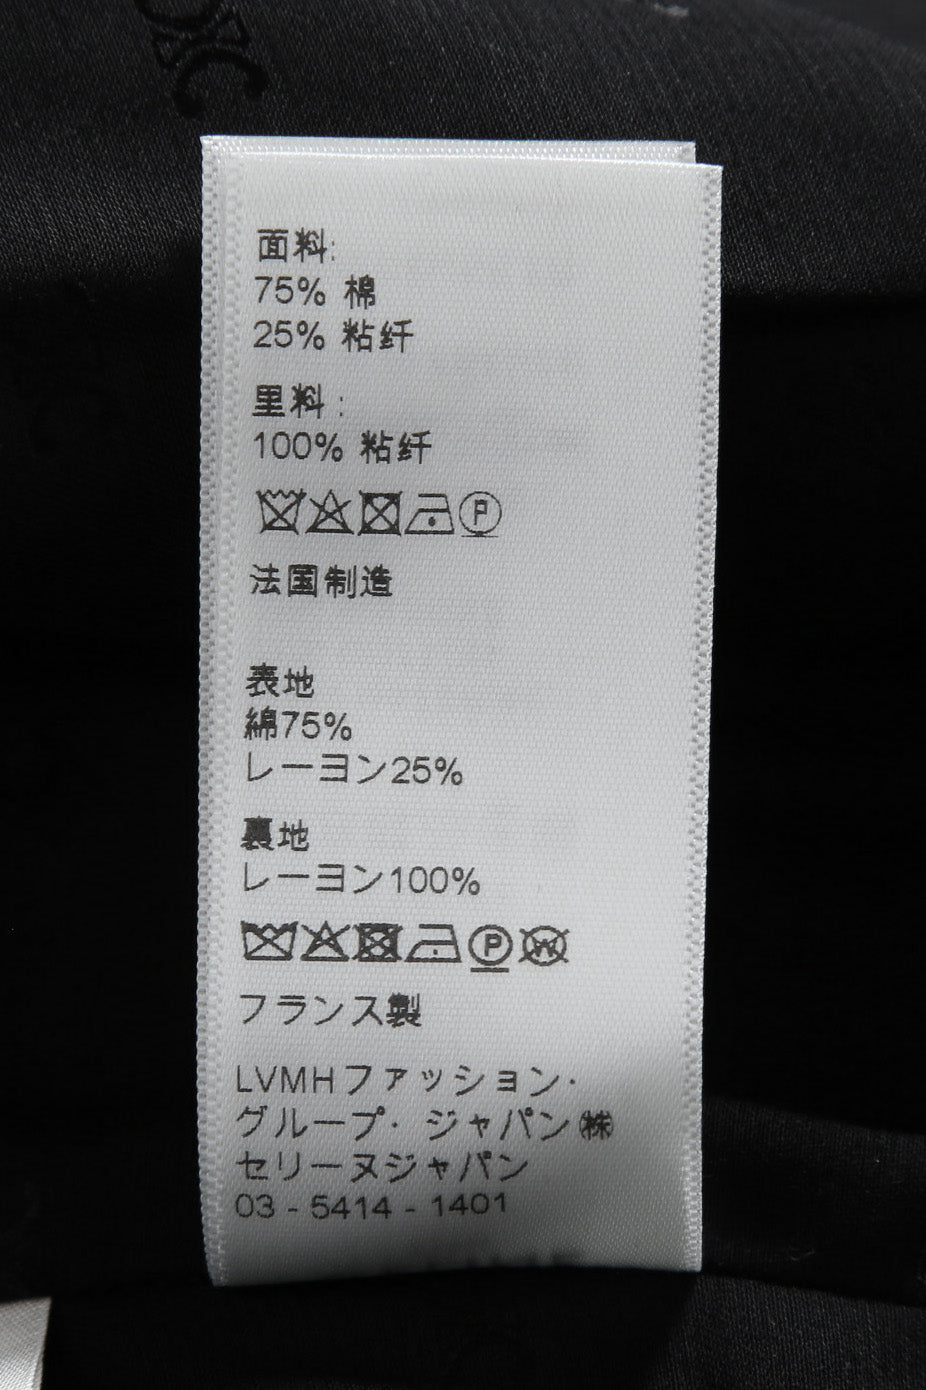 面料:
75% 棉
25% 粘纤
里料:
100% 粘纤
P
法国制造
表地
綿75%
レーヨン25%
裏地
レーヨン100%
P W
フランス製
LVMHファッション・
グループ・ジャパン㈱
セリーヌジャパン
03-5414-1401